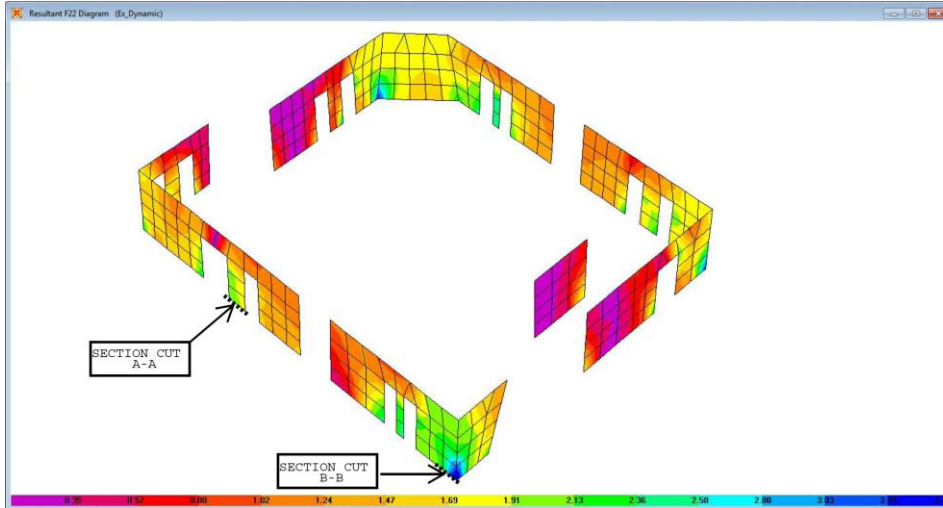 Resultant F22 Diagram (Ex_Dynamic)
SECTION CUT
A-A
SECTION CUT
B-B
0.35 0.57 0.80 1.02 1.24 1.47 1.69 1.91 2.13 2.36 2.58 2.80 3.03